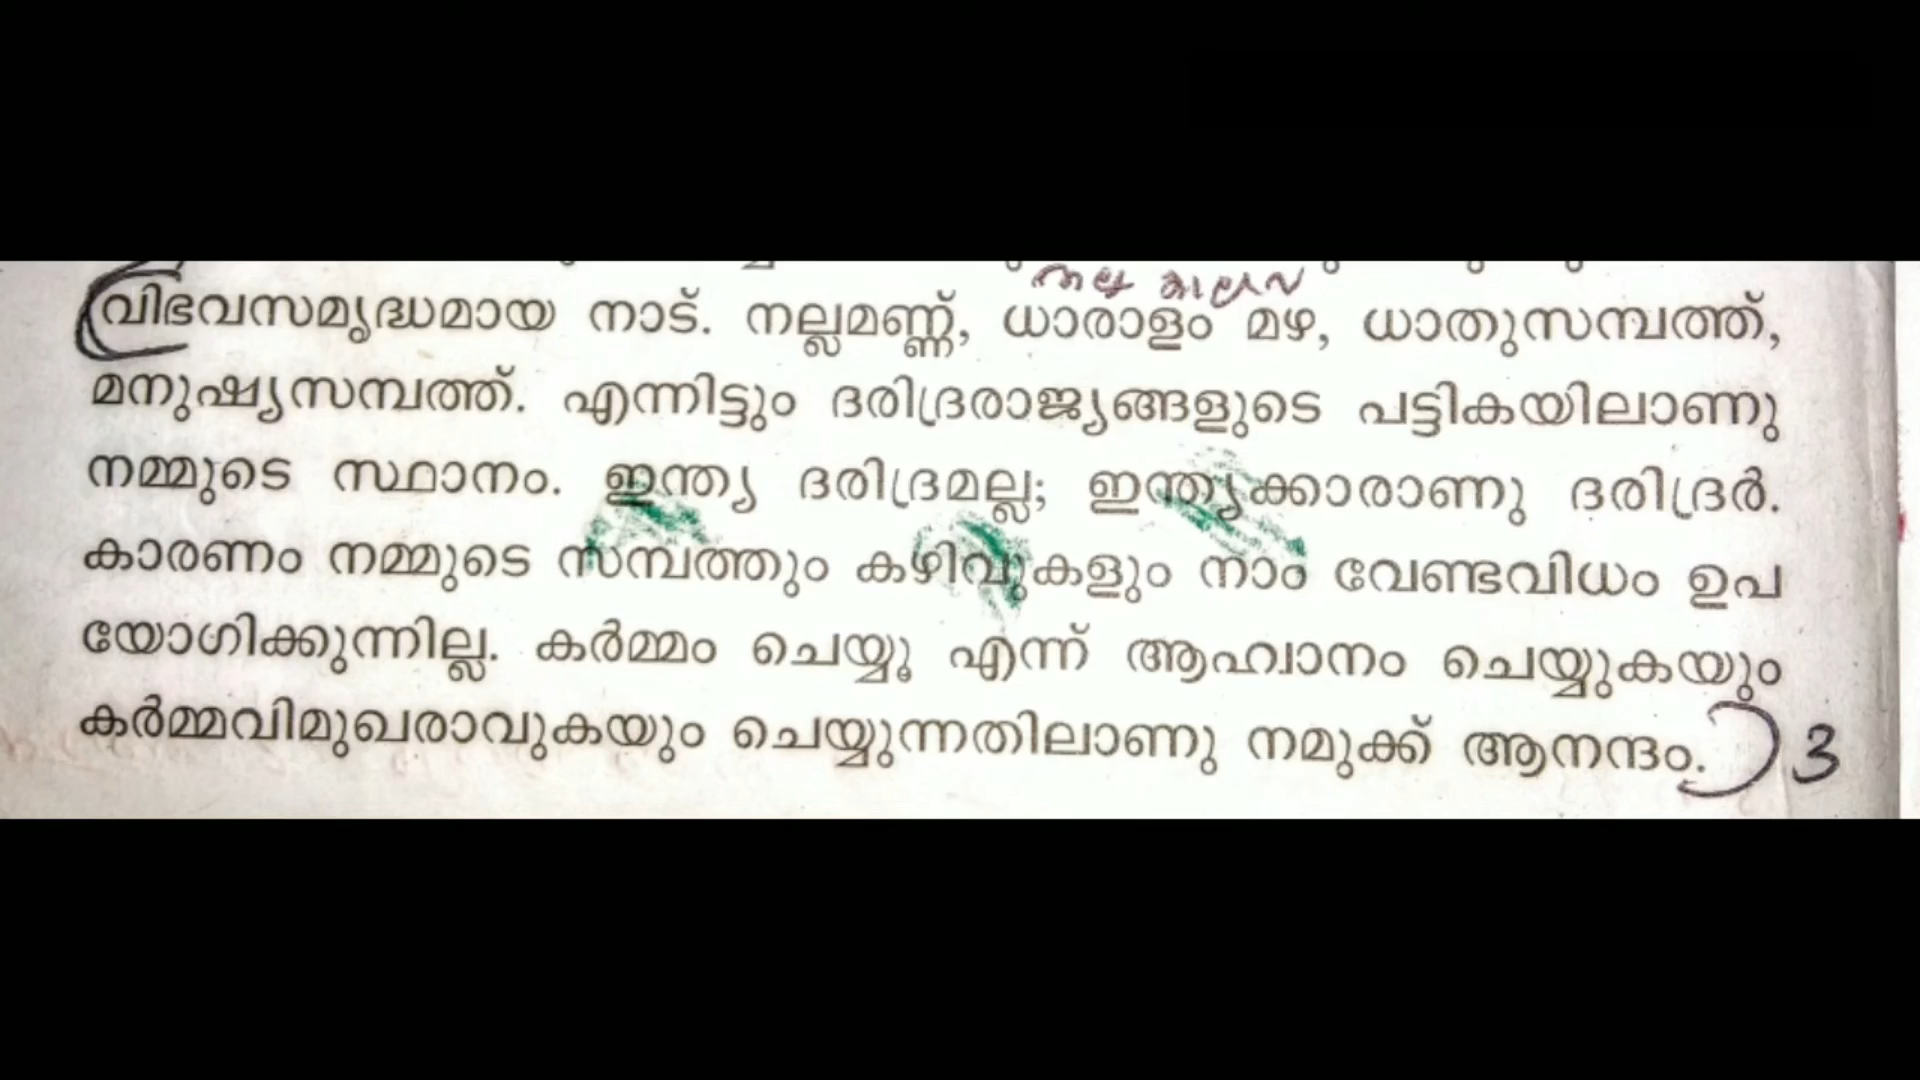 വിഭവസമൃദ്ധമായ നാട്. നല്ലമണ്ണ്, ധാരാളം മഴ, ധാതുസമ്പത്ത്,
മനുഷ്യസമ്പത്ത്. എന്നിട്ടും ദരിദ്രരാജ്യങ്ങളുടെ പട്ടികയിലാണു
നമ്മുടെ സ്ഥാനം. ഇന്ത്യ ദരിദ്രമല്ല; ഇന്ത്യക്കാരാണു ദരിദ്രർ.
കാരണം നമ്മുടെ സമ്പത്തും കഴിവുകളും നാം വേണ്ടവിധം ഉപ
യോഗിക്കുന്നില്ല. കർമ്മം ചെയ്യൂ എന്ന് ആഹ്വാനം ചെയ്യുകയും
കർമ്മവിമുഖരാവുകയും ചെയ്യുന്നതിലാണു നമുക്ക് ആനന്ദം. 3